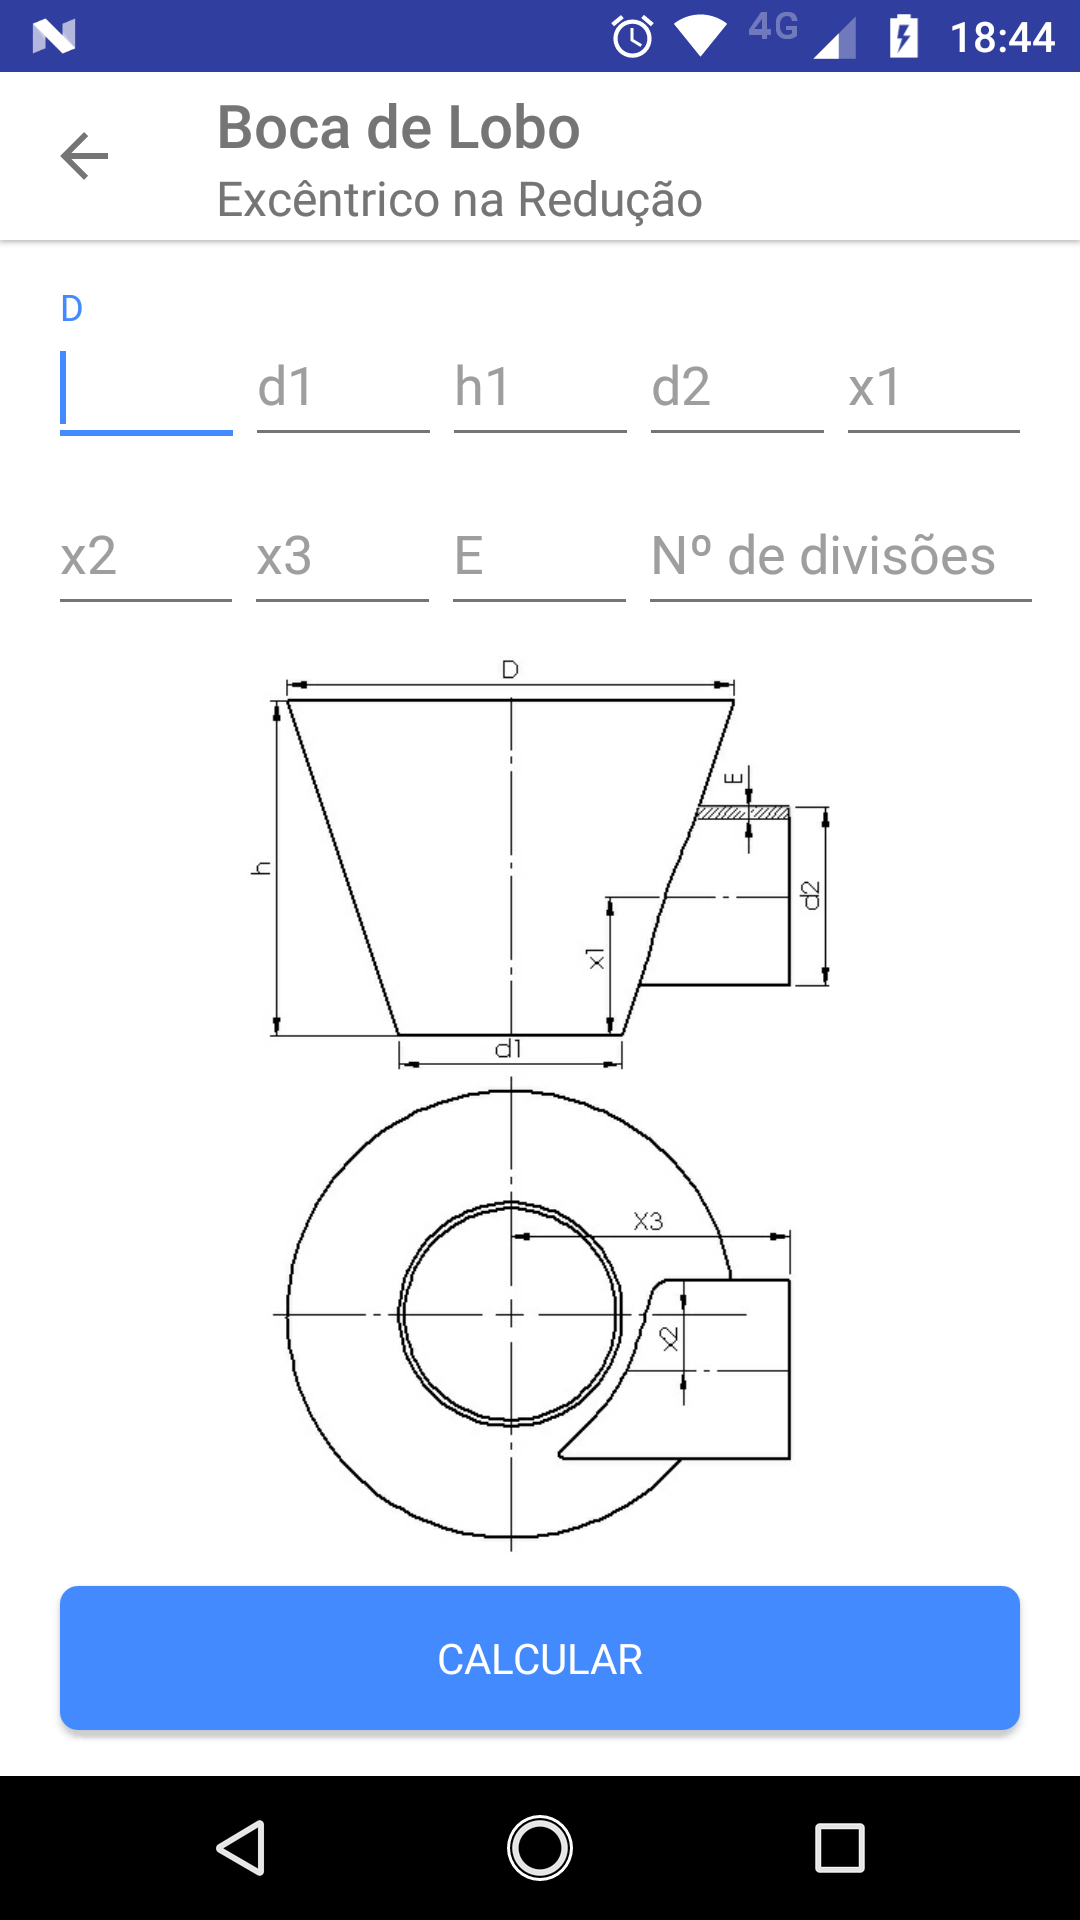 4G 18:44
Boca de Lobo
Excêntrico na Redução
D
d1 h1 d2 x1
x2 x3 E Nº de divisões
D
E
h
d2
x1
d1
X3
x2
CALCULAR